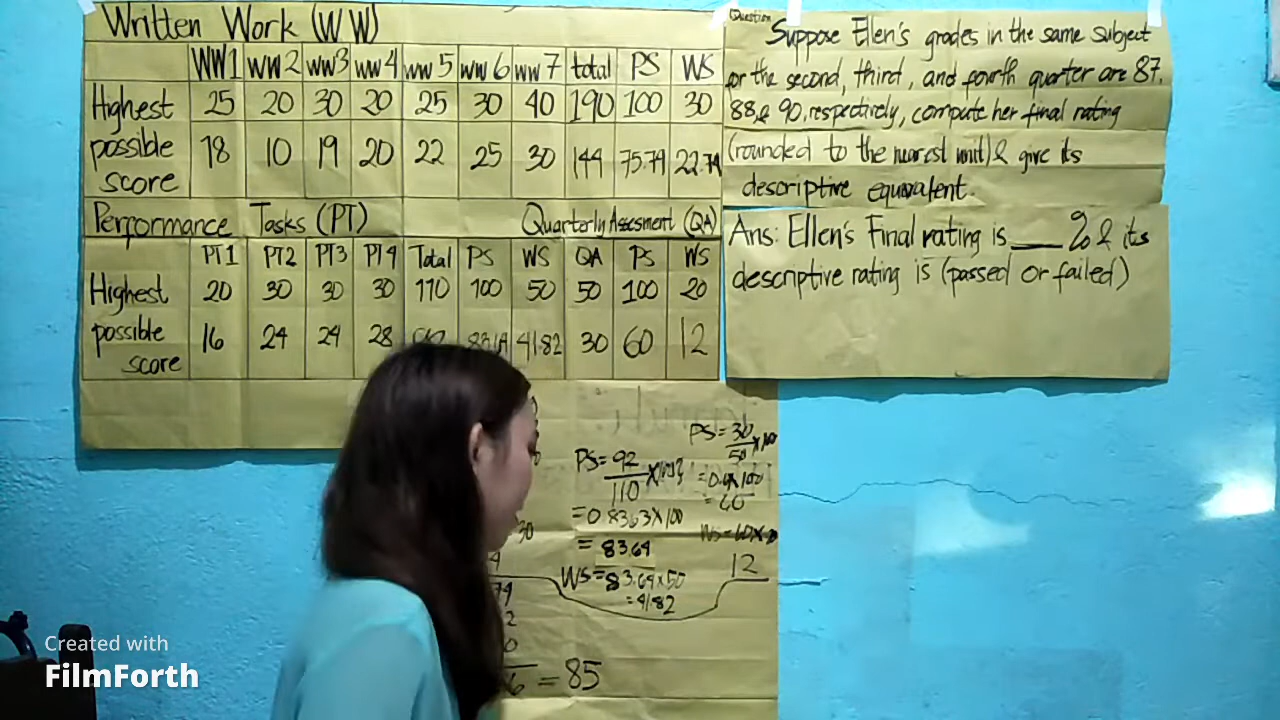 Written Work (WW)
WW1 WW2 WW3 WW4 WW5 WW6 WW7 total PS WS
Highest 25 20 30 20 25 30 40 190 100 30
possible score 18 10 19 20 22 25 30 144 75.79 22.74
Performance Tasks (PT) Quarterly Assesment (QA)
PT1 PT2 PT3 PT4 Total PS WS QA PS WS
Highest 20 30 30 30 110 100 50 50 100 20
possible score 16 24 24 28 41.82 30 60 12
Question
Suppose Ellen's grades in the same subject
for the second, third, and fourth quarter are 87,
88, & 90, respectively, compute her final rating
(rounded to the nearest unit) & give its
descriptive equivalent.
Ans: Ellen's Final rating is ___ % & its
descriptive rating is (passed or failed)
PS = 92
110
= 0.8363 x 100
= 83.64
WS = 83.64 x 50
= 41.82
PS = 30
50 x 100
= 60
12
= 85
Created with
FilmForth